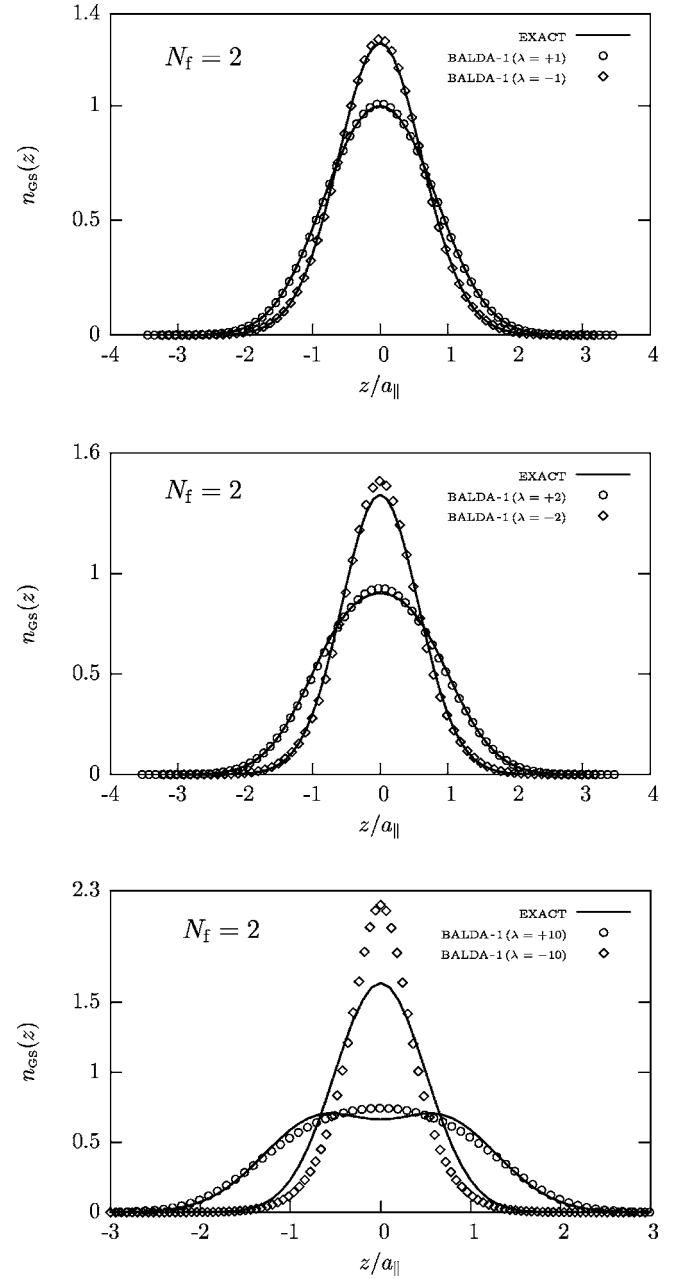 1.4
N_f = 2
EXACT
BALDA-1 (λ = +1)
BALDA-1 (λ = −1)
1
n_GS(z)
0.5
0
-4 -3 -2 -1 0 1 2 3 4
z/a_∥
1.6
N_f = 2
EXACT
BALDA-1 (λ = +2)
BALDA-1 (λ = −2)
1
n_GS(z)
0.5
0
-4 -3 -2 -1 0 1 2 3 4
z/a_∥
2.3
N_f = 2
EXACT
BALDA-1 (λ = +10)
BALDA-1 (λ = −10)
1.5
n_GS(z)
1
0.5
0
-3 -2 -1 0 1 2 3
z/a_∥